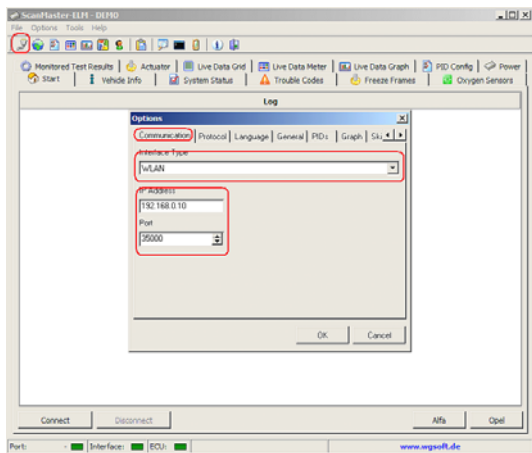 ScanMaster-ELM - DEMO
File Options Tools Help
Monitored Test Results Actuator Live Data Grid Live Data Meter Live Data Graph PID Config Power
Start Vehicle Info System Status Trouble Codes Freeze Frames Oxygen Sensors
Log
Options
Communication Protocol Language General PIDs Graph
Interface Type
WLAN
IP Address
192.168.0.10
Port
35000
OK Cancel
Connect Disconnect Alfa Opel
Port: - Interface: ECU: www.wgsoft.de